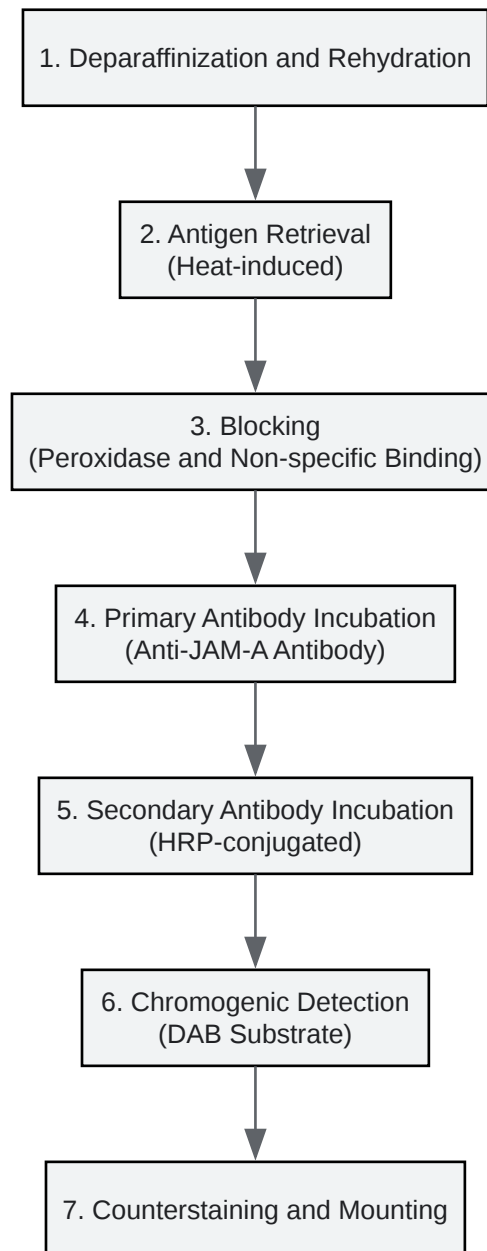 1. Deparaffinization and Rehydration
2. Antigen Retrieval
(Heat-induced)
3. Blocking
(Peroxidase and Non-specific Binding)
4. Primary Antibody Incubation
(Anti-JAM-A Antibody)
5. Secondary Antibody Incubation
(HRP-conjugated)
6. Chromogenic Detection
(DAB Substrate)
7. Counterstaining and Mounting